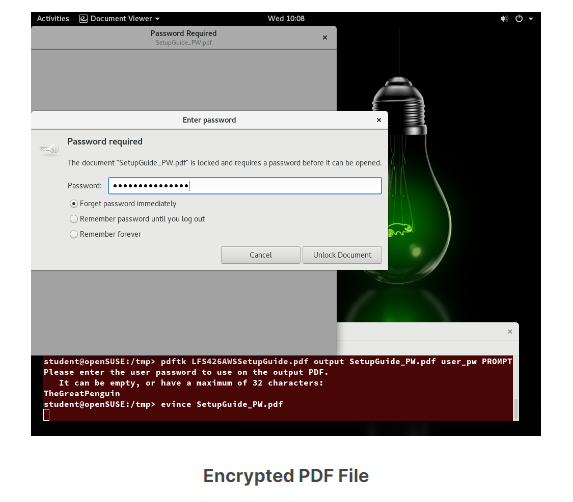 Activities Document Viewer Wed 10:08
Password Required
SetupGuide_PW.pdf
Enter password
Password required
The document "SetupGuide_PW.pdf" is locked and requires a password before it can be opened.
Password: •••••••••••••••
Forget password immediately
Remember password until you log out
Remember forever
Cancel Unlock Document
student@openSUSE:/tmp> pdftk LFS426AWSSetupGuide.pdf output SetupGuide_PW.pdf user_pw PROMPT
Please enter the user password to use on the output PDF.
It can be empty, or have a maximum of 32 characters:
TheGreatPenguin
student@openSUSE:/tmp> evince SetupGuide_PW.pdf
Encrypted PDF File